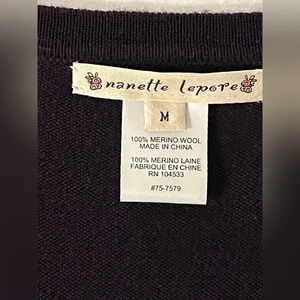 nanette lepore
M
100% MERINO WOOL
MADE IN CHINA
100% MERINO LAINE
FABRIQUE EN CHINE
RN 104533
#75-7579